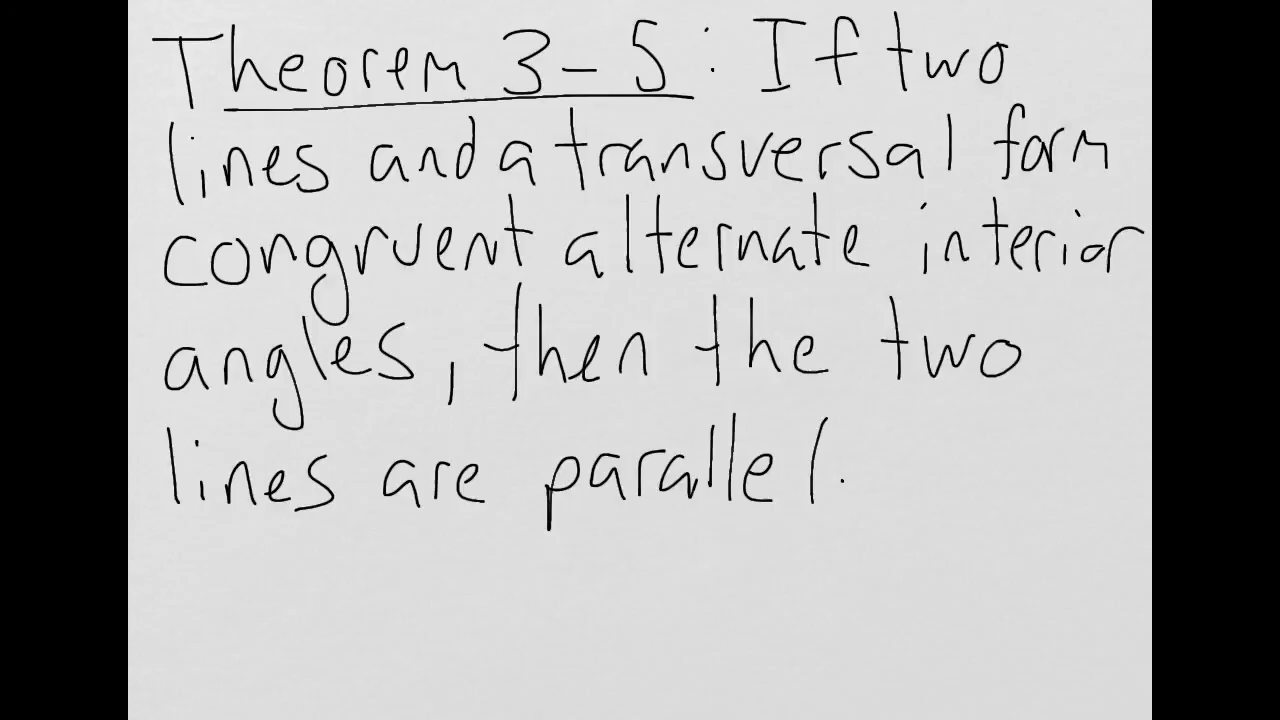 Theorem 3-5: If two
lines and a transversal form
congruent alternate interior
angles, then the two
lines are parallel.